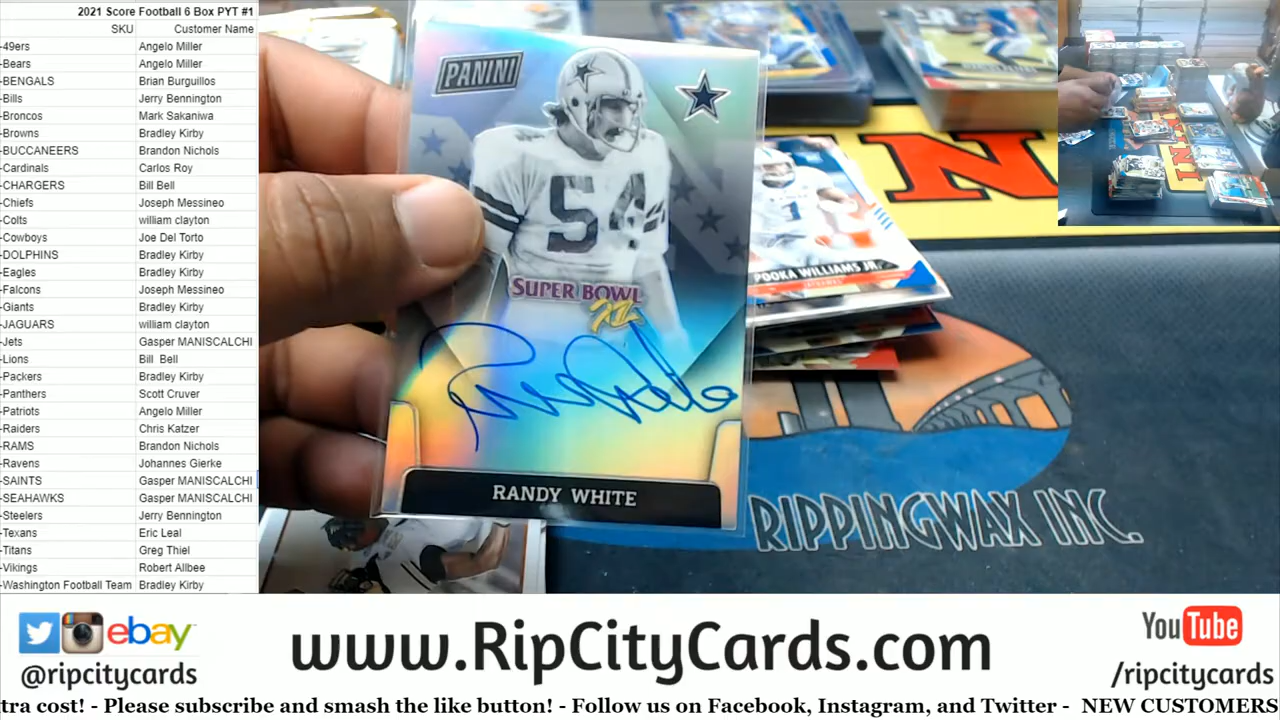 2021 Score Football 6 Box PYT #1
SKU Customer Name
-49ers Angelo Miller
-Bears Angelo Miller
-BENGALS Brian Burguillos
-Bills Jerry Bennington
-Broncos Mark Sakaniwa
-Browns Bradley Kirby
-BUCCANEERS Brandon Nichols
-Cardinals Carlos Roy
-CHARGERS Bill Bell
-Chiefs Joseph Messineo
-Colts william clayton
-Cowboys Joe Del Torto
-DOLPHINS Bradley Kirby
-Eagles Bradley Kirby
-Falcons Joseph Messineo
-Giants Bradley Kirby
-JAGUARS william clayton
-Jets Gasper MANISCALCHI
-Lions Bill Bell
-Packers Bradley Kirby
-Panthers Scott Cruver
-Patriots Angelo Miller
-Raiders Chris Katzer
-RAMS Brandon Nichols
-Ravens Johannes Gierke
-SAINTS Gasper MANISCALCHI
-SEAHAWKS Gasper MANISCALCHI
-Steelers Jerry Bennington
-Texans Eric Leal
-Titans Greg Thiel
-Vikings Robert Allbee
-Washington Football Team Bradley Kirby
PANINI
54
SUPER BOWL
XII
RANDY WHITE
1
POOKA WILLIAMS JR.
NINI
RIPPINGWAX INC.
ebay
@ripcitycards
www.RipCityCards.com
YouTube
/ripcitycards
tra cost! - Please subscribe and smash the like button! - Follow us on Facebook, Instagram, and Twitter - NEW CUSTOMERS